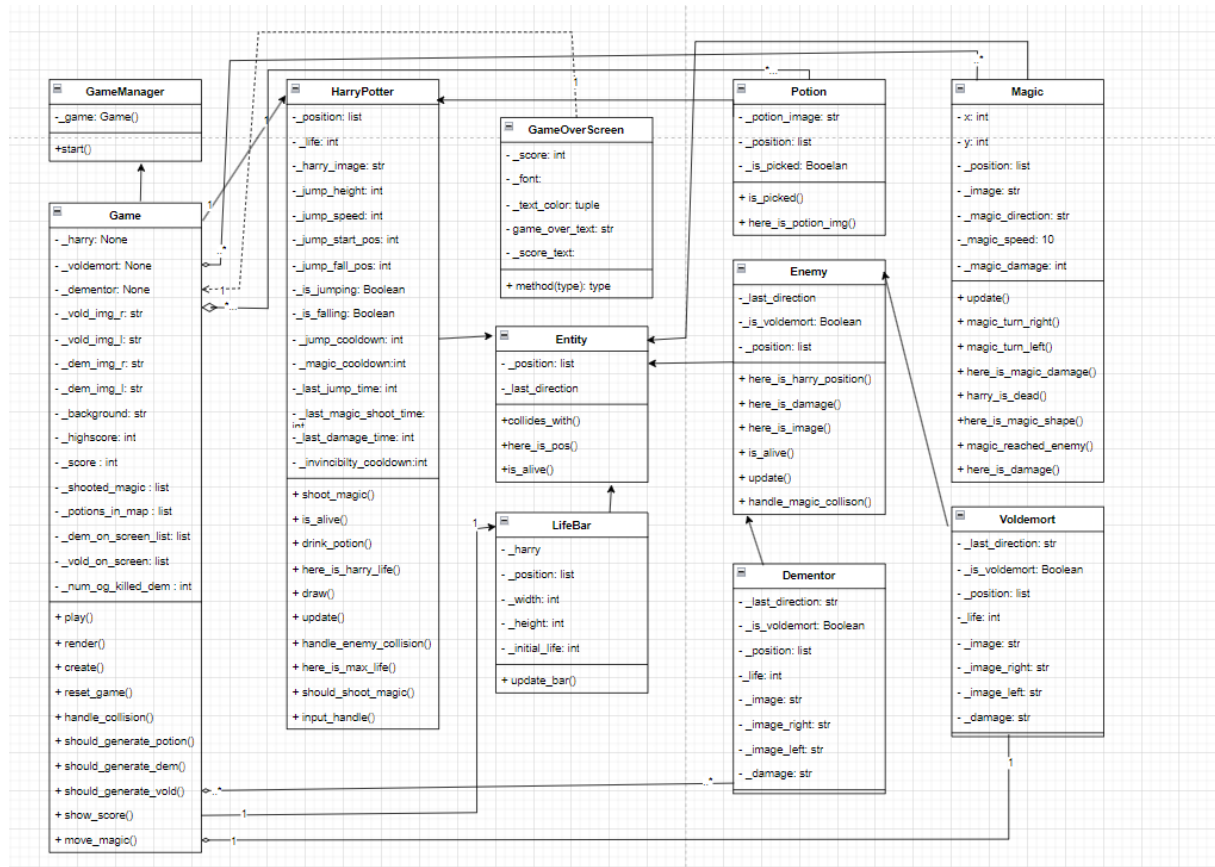 GameManager
-_game: Game()
+start()
Game
- _harry: None
- _voldemort: None
- _dementor: None
- _vold_img_r: str
- _vold_img_l: str
- _dem_img_r: str
- _dem_img_l: str
- _background: str
- _highscore: int
- _score : int
- _shooted_magic : list
- _potions_in_map : list
- _dem_on_screen_list: list
- _vold_on_screen: list
- _num_og_killed_dem : int
+ play()
+ render()
+ create()
+ reset_game()
+ handle_collision()
+ should_generate_potion()
+ should_generate_dem()
+ should_generate_vold()
+ show_score()
+ move_magic()
HarryPotter
- _position: list
- _life: int
- _harry_image: str
- _jump_height: int
- _jump_speed: int
- _jump_start_pos: int
- _jump_fall_pos: int
- _is_jumping: Boolean
- _is_falling: Boolean
- _jump_cooldown: int
- _magic_cooldown:int
- _last_jump_time: int
- _last_magic_shoot_time:
int
- _last_damage_time: int
- _invincibilty_cooldown:int
+ shoot_magic()
+ is_alive()
+ drink_potion()
+ here_is_harry_life()
+ draw()
+ update()
+ handle_enemy_collision()
+ here_is_max_life()
+ should_shoot_magic()
+ input_handle()
GameOverScreen
- _score: int
- _font:
- _text_color: tuple
- game_over_text: str
- _score_text:
+ method(type): type
Entity
- _position: list
-_last_direction
+collides_with()
+here_is_pos()
+is_alive()
LifeBar
- _harry
- _position: list
- _width: int
- _height: int
- _initial_life: int
+ update_bar()
Potion
- _potion_image: str
- _position: list
- _is_picked: Booelan
+ is_picked()
+ here_is_potion_img()
Enemy
-_last_direction
-_is_voldemort: Boolean
- _position: list
+ here_is_harry_position()
+ here_is_damage()
+ here_is_image()
+ is_alive()
+ update()
+ handle_magic_collison()
Dementor
- _last_direction: str
- _is_voldemort: Boolean
- _position: list
-_life: int
- _image: str
- _image_right: str
- _image_left: str
- _damage: str
Magic
- x: int
- y: int
- _position: list
- _image: str
- _magic_direction: str
- _magic_speed: 10
- _magic_damage: int
+ update()
+ magic_turn_right()
+ magic_turn_left()
+ here_is_magic_damage()
+ harry_is_dead()
+here_is_magic_shape()
+ magic_reached_enemy()
+ here_is_damage()
Voldemort
- _last_direction: str
- _is_voldemort: Boolean
- _position: list
- _life: int
- _image: str
- _image_right: str
- _image_left: str
- _damage: str
1
1
1
1
1
1
1
1
..*
..*
*...
*...
..*